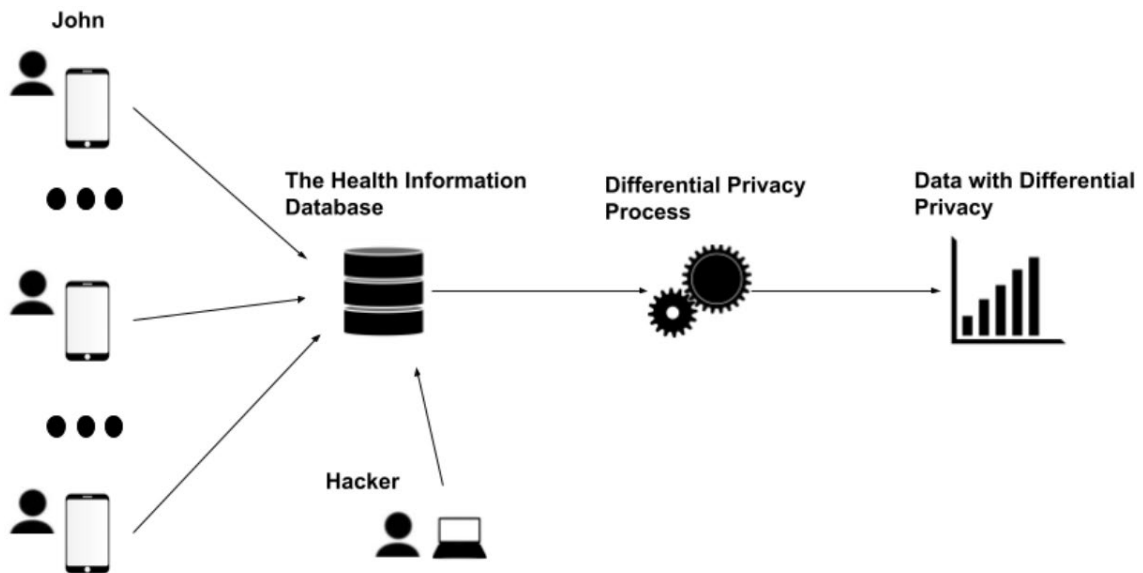 John
The Health Information
Database
Differential Privacy
Process
Data with Differential
Privacy
Hacker